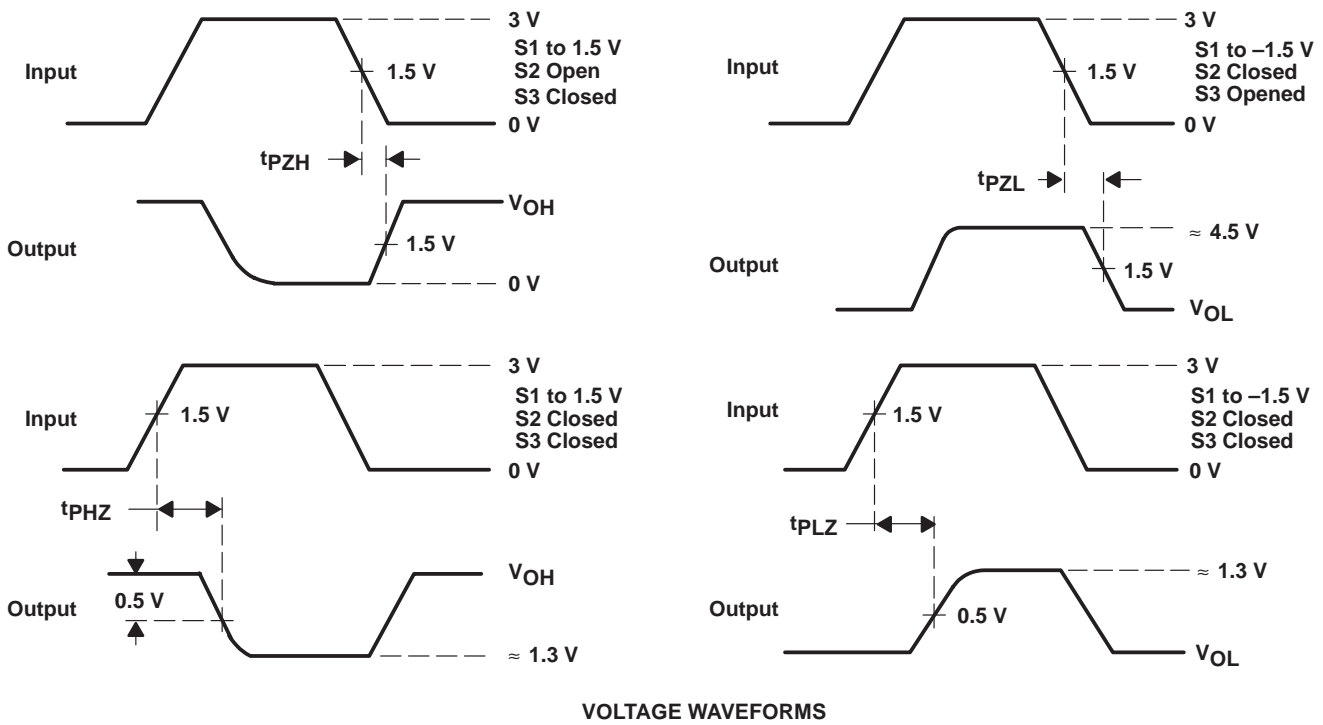 3 V
S1 to 1.5 V
Input
1.5 V
S2 Open
S3 Closed
0 V
tPZH
VOH
Output
1.5 V
0 V
3 V
S1 to –1.5 V
Input
1.5 V
S2 Closed
S3 Opened
0 V
tPZL
≈ 4.5 V
Output
1.5 V
VOL
3 V
S1 to 1.5 V
Input
1.5 V
S2 Closed
S3 Closed
0 V
tPHZ
VOH
0.5 V
Output
≈ 1.3 V
3 V
S1 to –1.5 V
Input
1.5 V
S2 Closed
S3 Closed
0 V
tPLZ
≈ 1.3 V
Output
0.5 V
VOL
VOLTAGE WAVEFORMS